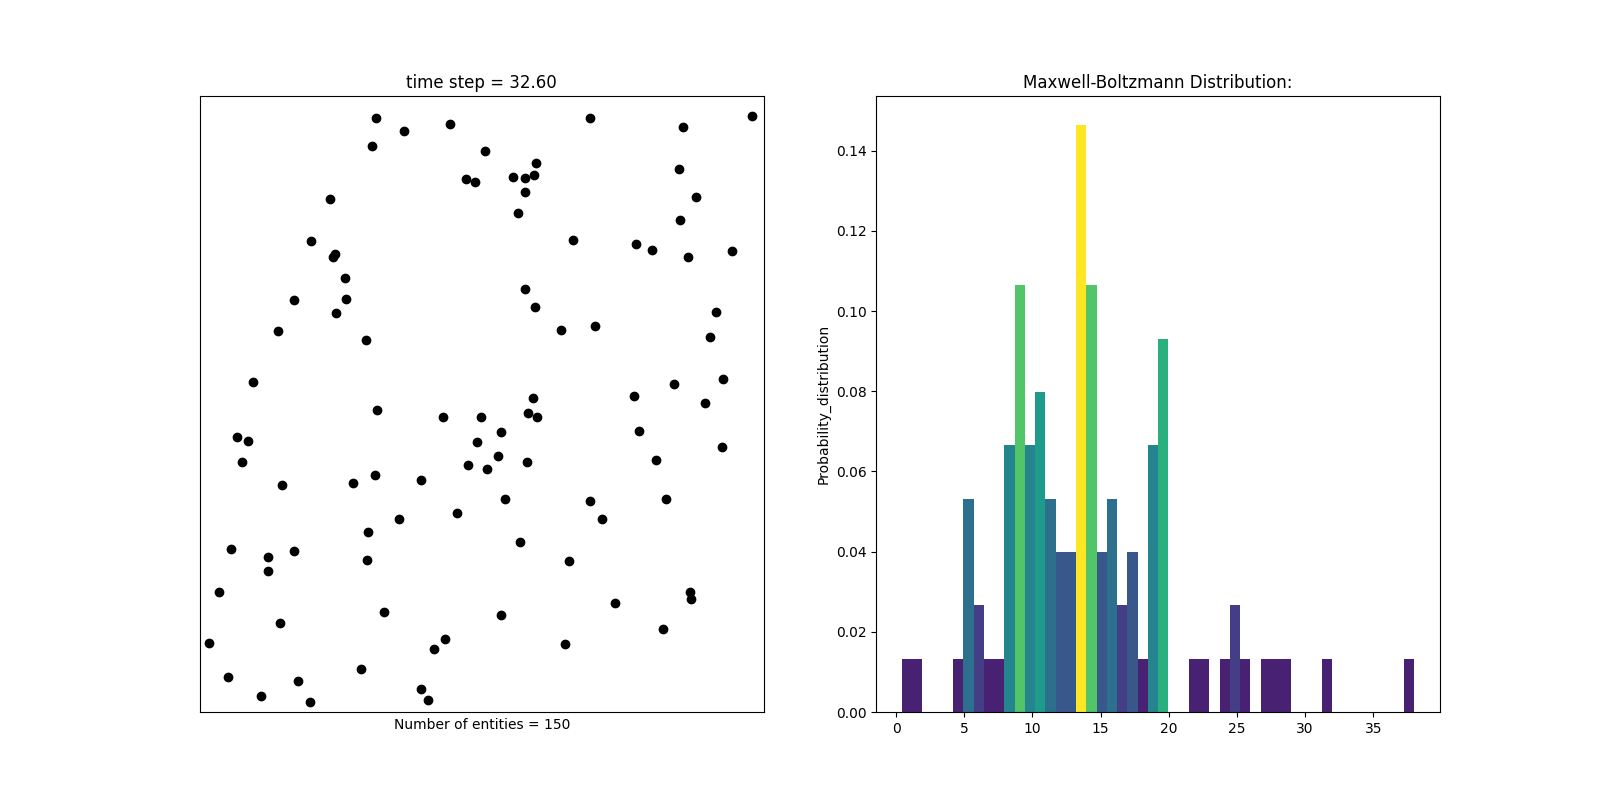 time step = 32.60
Number of entities = 150
Maxwell-Boltzmann Distribution:
Probability_distribution
0.14
0.12
0.10
0.08
0.06
0.04
0.02
0.00
0 5 10 15 20 25 30 35